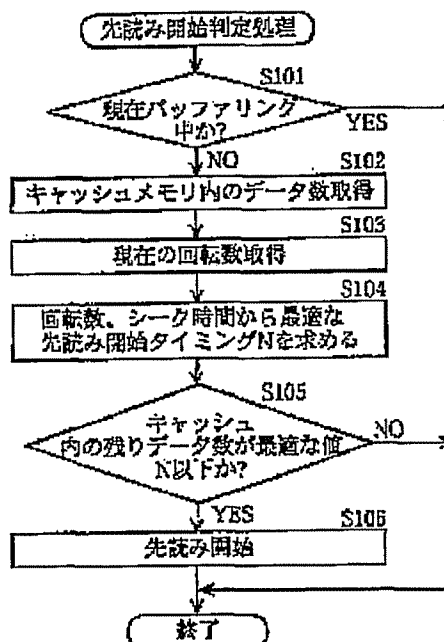 先読み開始判定処理
S101
現在バッファリング
中か?
YES
NO
S102
キャッシュメモリ内のデータ数取得
S103
現在の回転数取得
S104
回転数、シーク時間から最適な
先読み開始タイミングNを求める
S105
キャッシュ
内の残りデータ数が最適な値
N以下か?
NO
YES
S106
先読み開始
終了